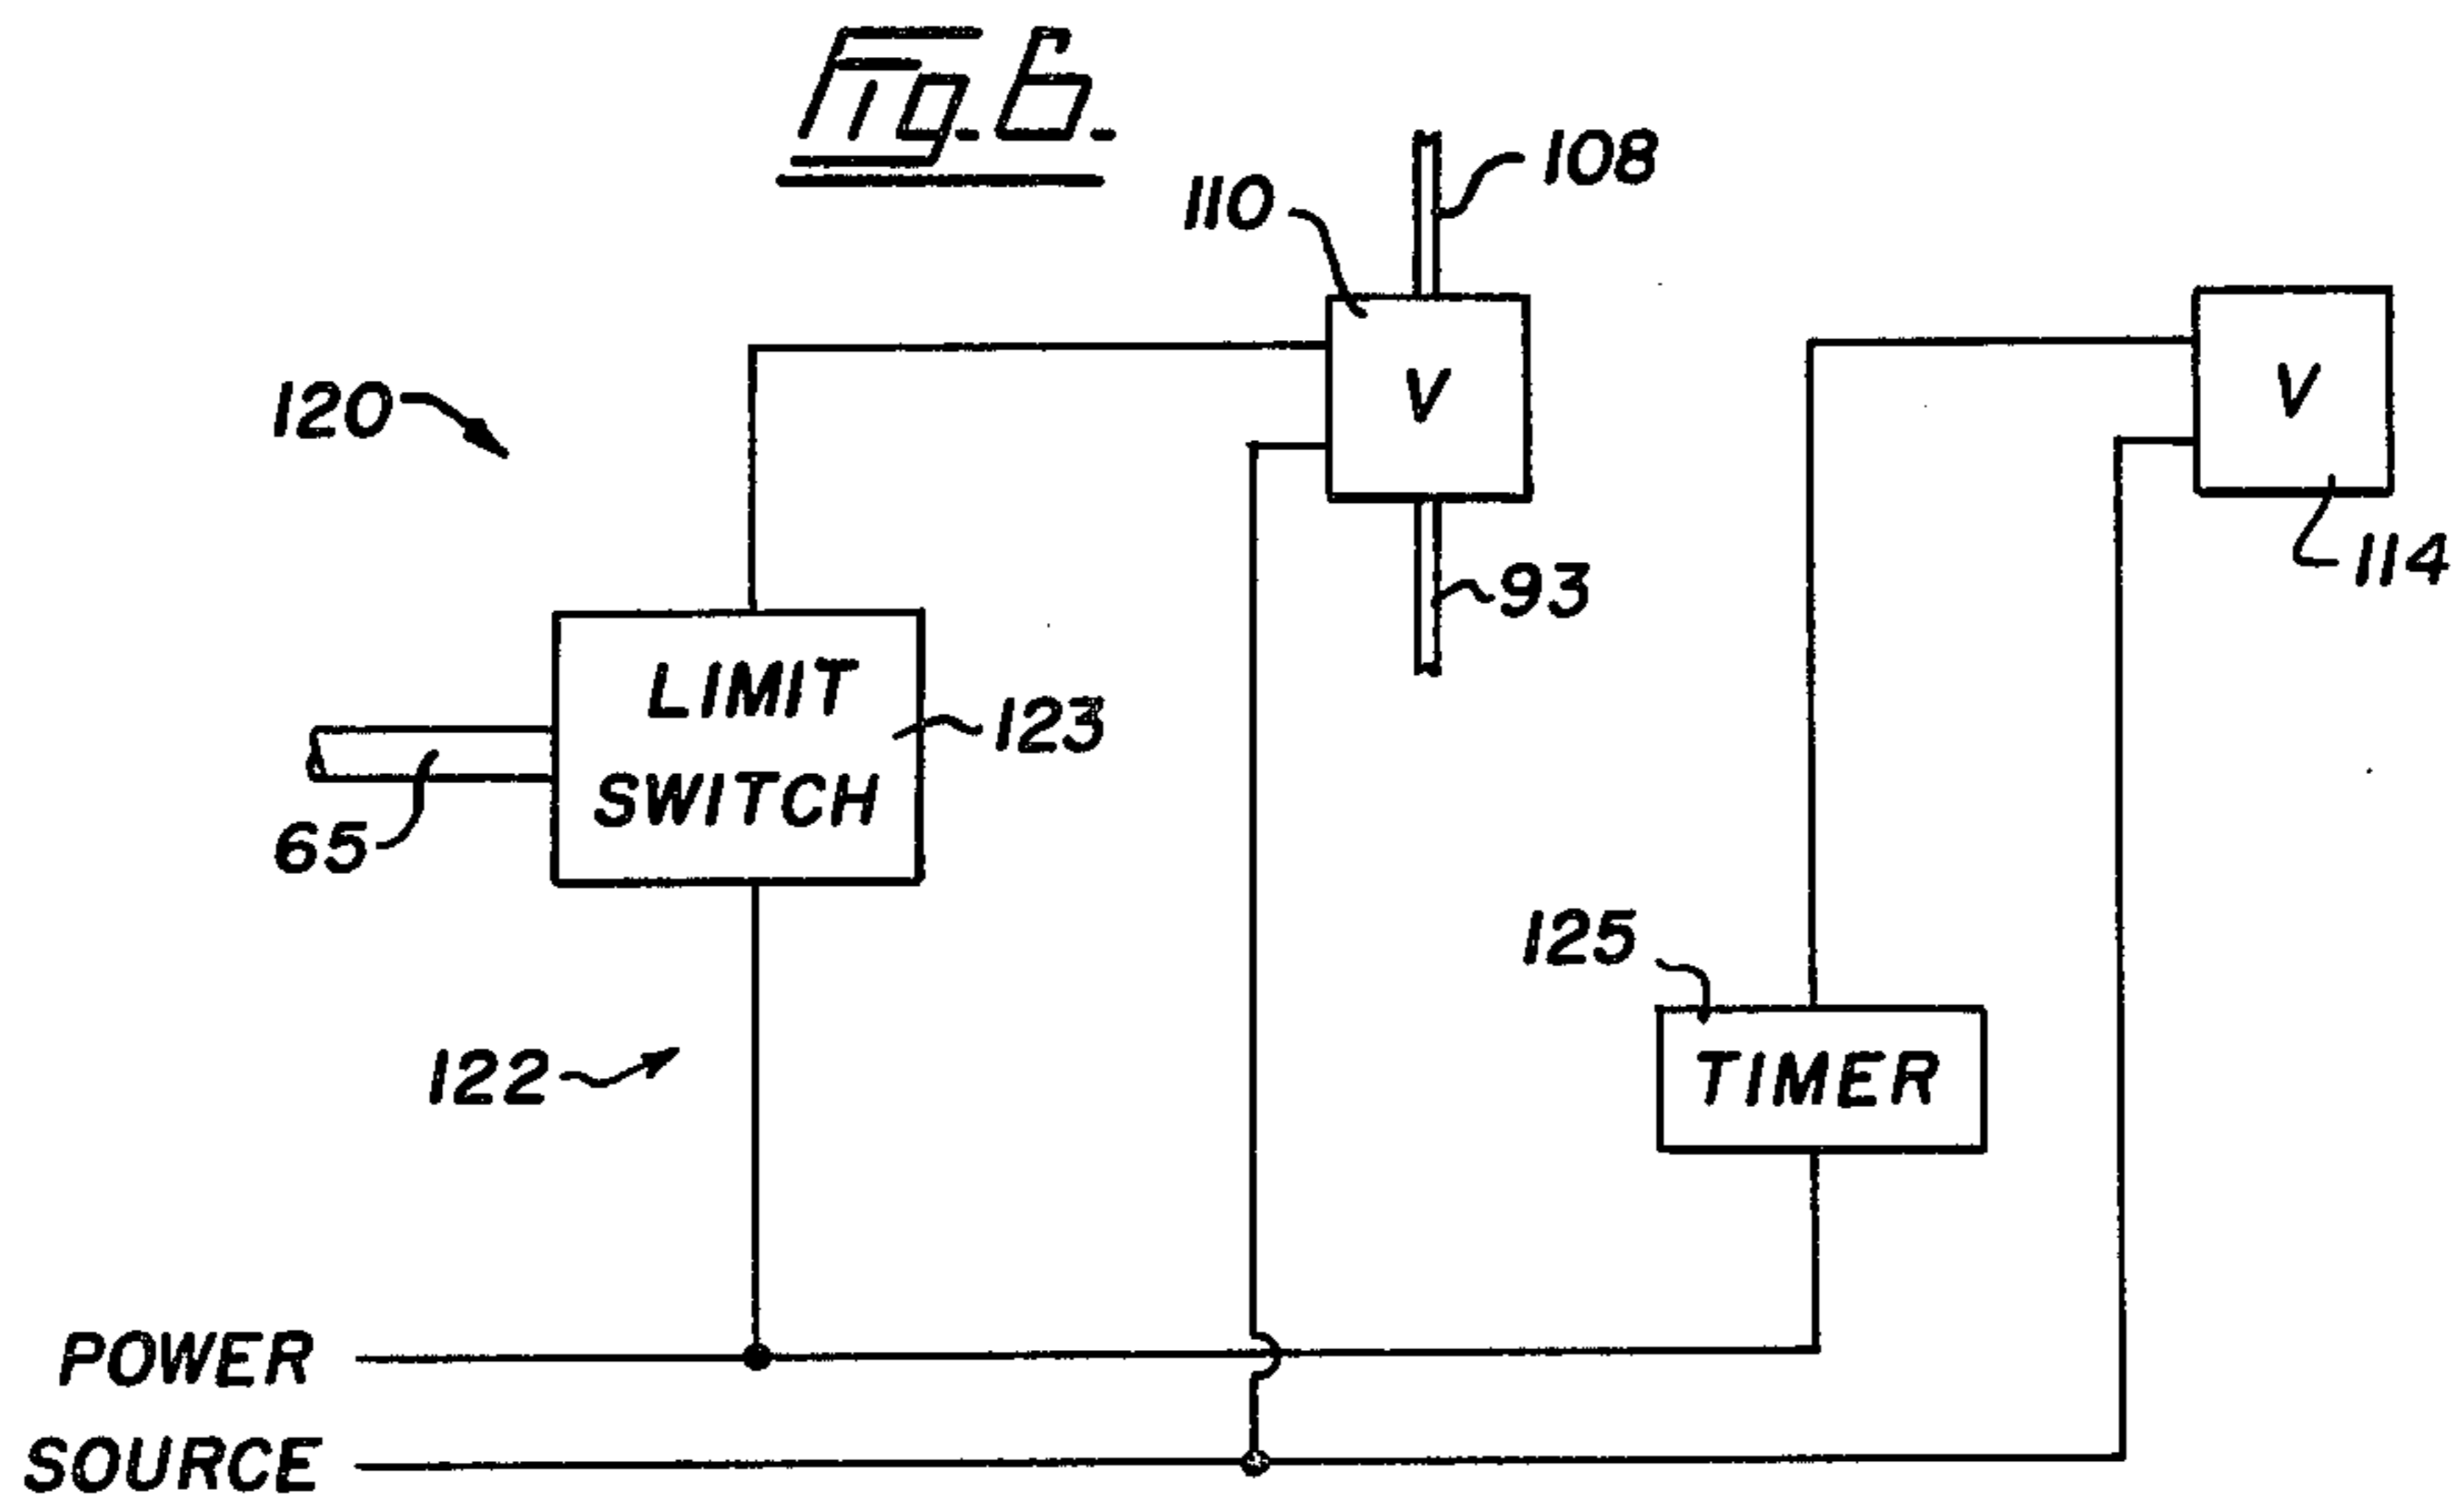 Fig. 6.
108
110
V
V
120
114
93
LIMIT
SWITCH
123
65
125
TIMER
122
POWER
SOURCE